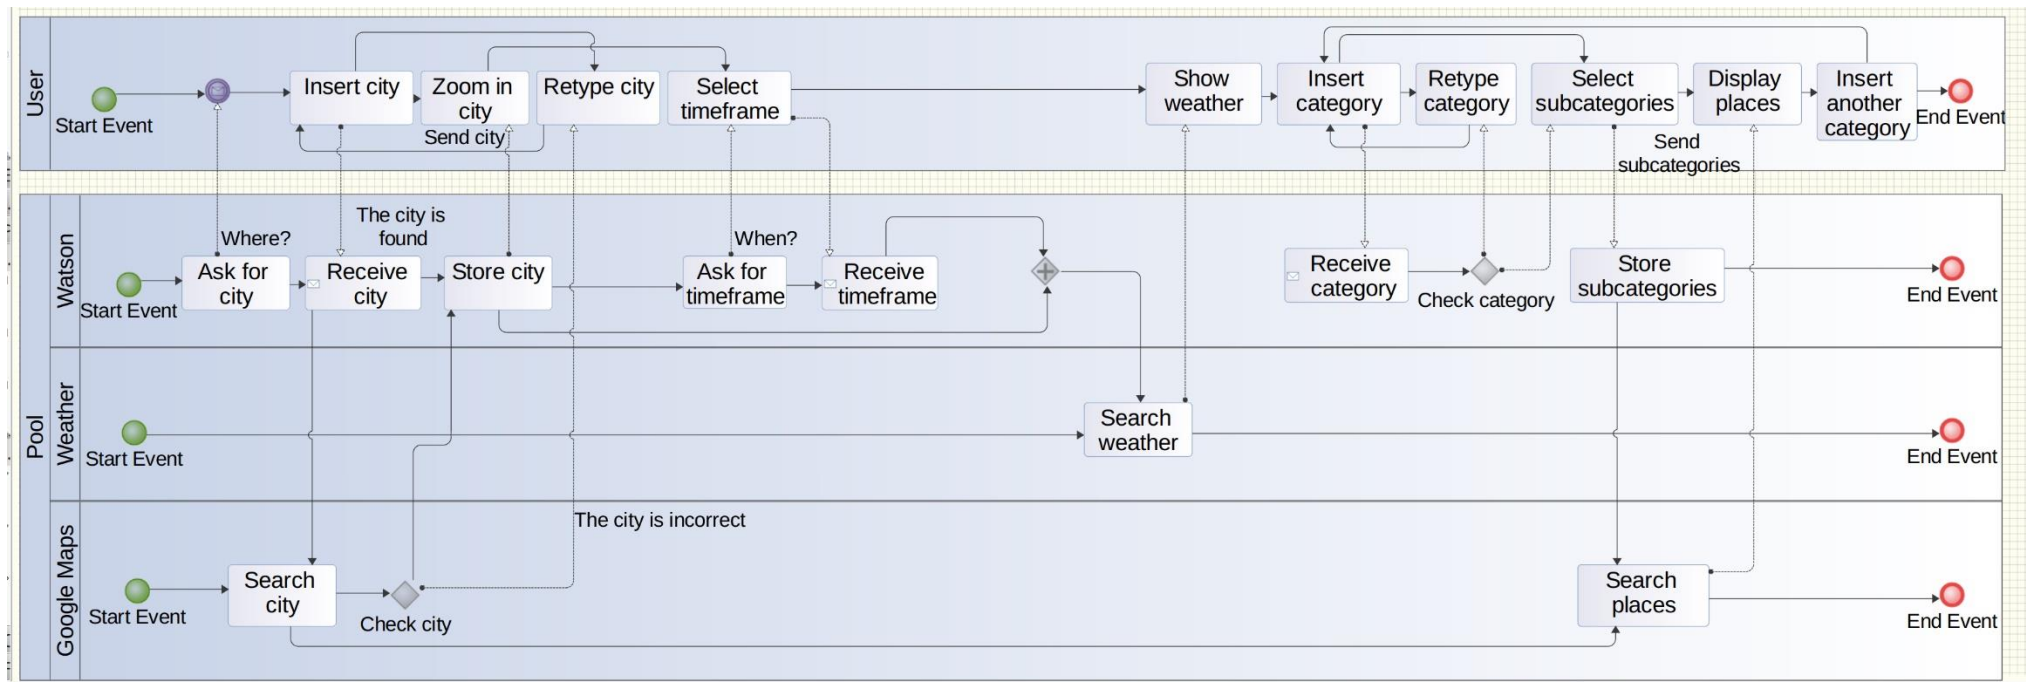 User
Start Event
Insert city
Zoom in
city
Retype city
Select
timeframe
Send city
Show
weather
Insert
category
Retype
category
Select
subcategories
Display
places
Insert
another
category
End Event
Send
subcategories
Pool
Watson
Start Event
Where?
Ask for
city
The city is
found
Receive
city
Store city
When?
Ask for
timeframe
Receive
timeframe
Receive
category
Check category
Store
subcategories
End Event
Weather
Start Event
Search
weather
End Event
Google Maps
Start Event
Search
city
Check city
The city is incorrect
Search
places
End Event